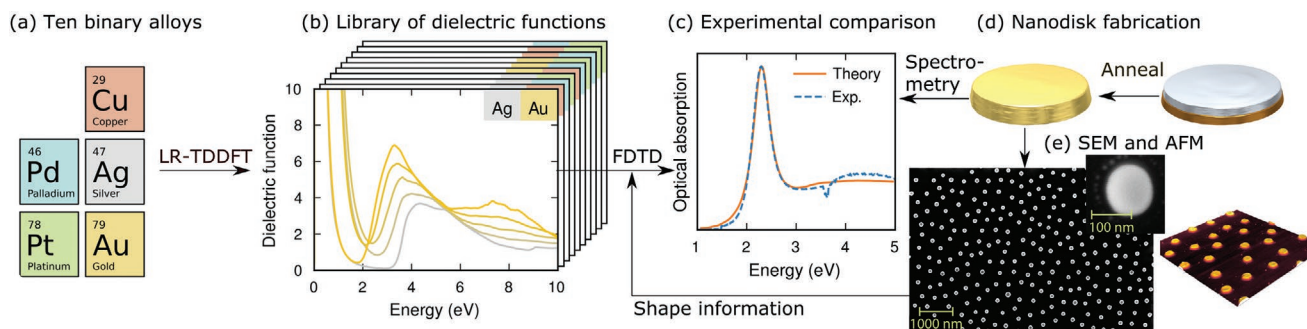 (a) Ten binary alloys
29
Cu
Copper
46
Pd
Palladium
47
Ag
Silver
78
Pt
Platinum
79
Au
Gold
LR-TDDFT
(b) Library of dielectric functions
Dielectric function
10
8
6
4
2
0
Ag
Au
0 2 4 6 8 10
Energy (eV)
FDTD
Shape information
(c) Experimental comparison
Optical absorption
Theory
Exp.
1 2 3 4 5
Energy (eV)
(d) Nanodisk fabrication
Spectro-
metry
Anneal
(e) SEM and AFM
100 nm
1000 nm